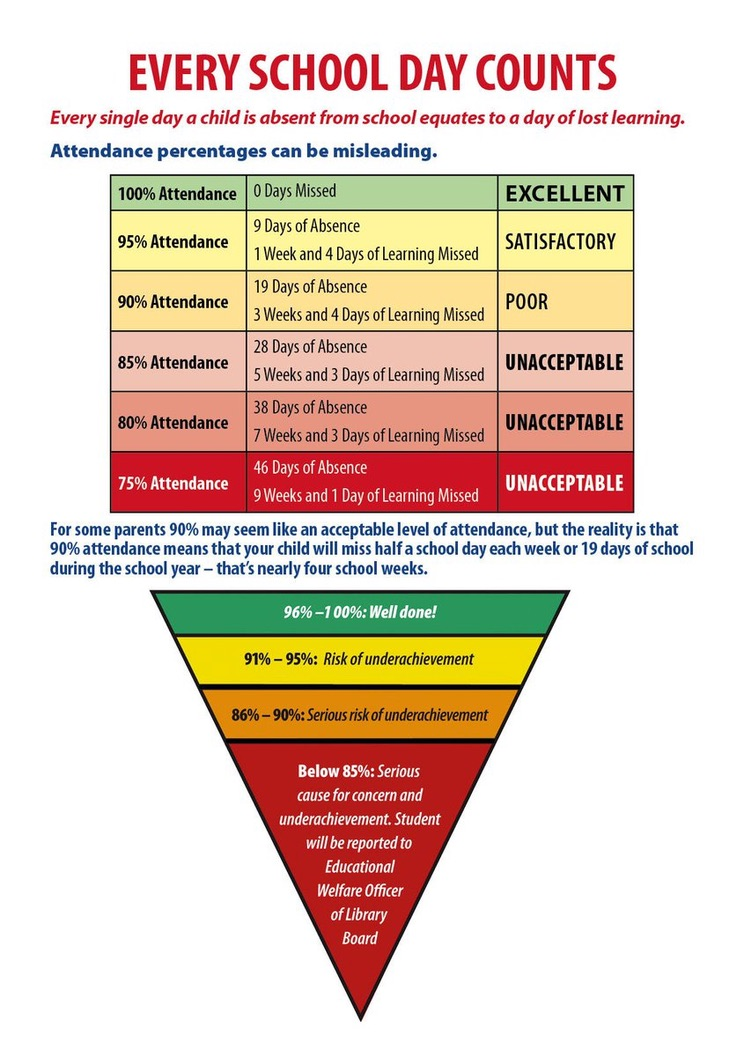 EVERY SCHOOL DAY COUNTS
Every single day a child is absent from school equates to a day of lost learning.
Attendance percentages can be misleading.
100% Attendance 0 Days Missed EXCELLENT
95% Attendance 9 Days of Absence
1 Week and 4 Days of Learning Missed SATISFACTORY
90% Attendance 19 Days of Absence
3 Weeks and 4 Days of Learning Missed POOR
85% Attendance 28 Days of Absence
5 Weeks and 3 Days of Learning Missed UNACCEPTABLE
80% Attendance 38 Days of Absence
7 Weeks and 3 Days of Learning Missed UNACCEPTABLE
75% Attendance 46 Days of Absence
9 Weeks and 1 Day of Learning Missed UNACCEPTABLE
For some parents 90% may seem like an acceptable level of attendance, but the reality is that
90% attendance means that your child will miss half a school day each week or 19 days of school
during the school year – that's nearly four school weeks.
96% –100%: Well done!
91% – 95%: Risk of underachievement
86% – 90%: Serious risk of underachievement
Below 85%: Serious
cause for concern and
underachievement. Student
will be reported to
Educational
Welfare Officer
of Library
Board